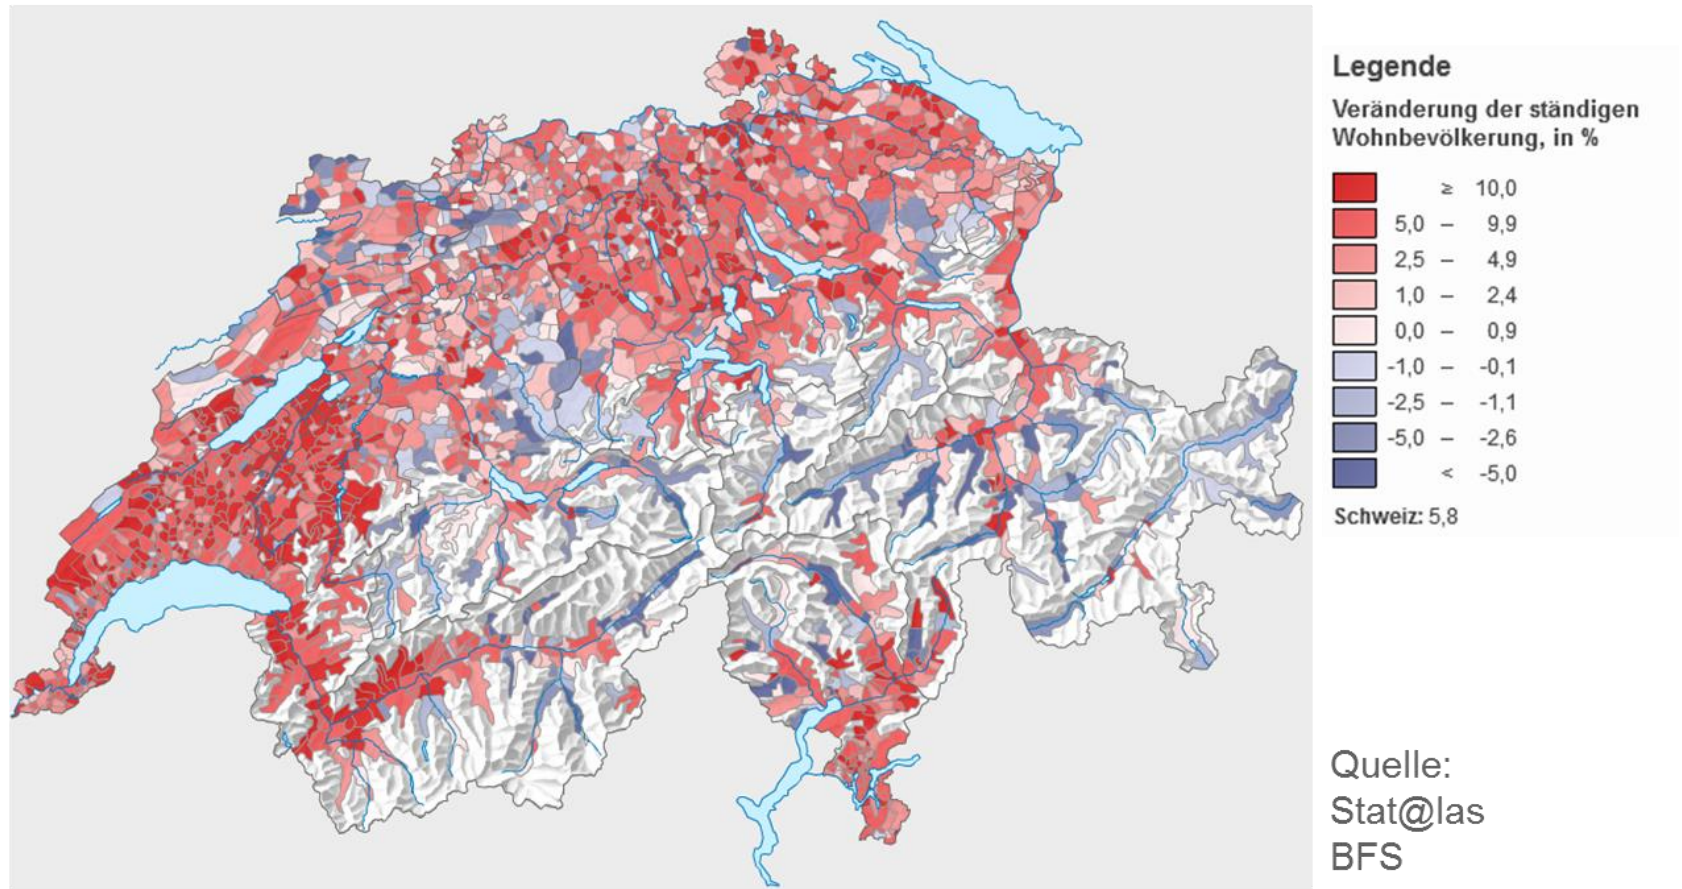 Legende
Veränderung der ständigen
Wohnbevölkerung, in %
≥ 10,0
5,0 – 9,9
2,5 – 4,9
1,0 – 2,4
0,0 – 0,9
-1,0 – -0,1
-2,5 – -1,1
-5,0 – -2,6
< -5,0
Schweiz: 5,8
Quelle:
Stat@las
BFS